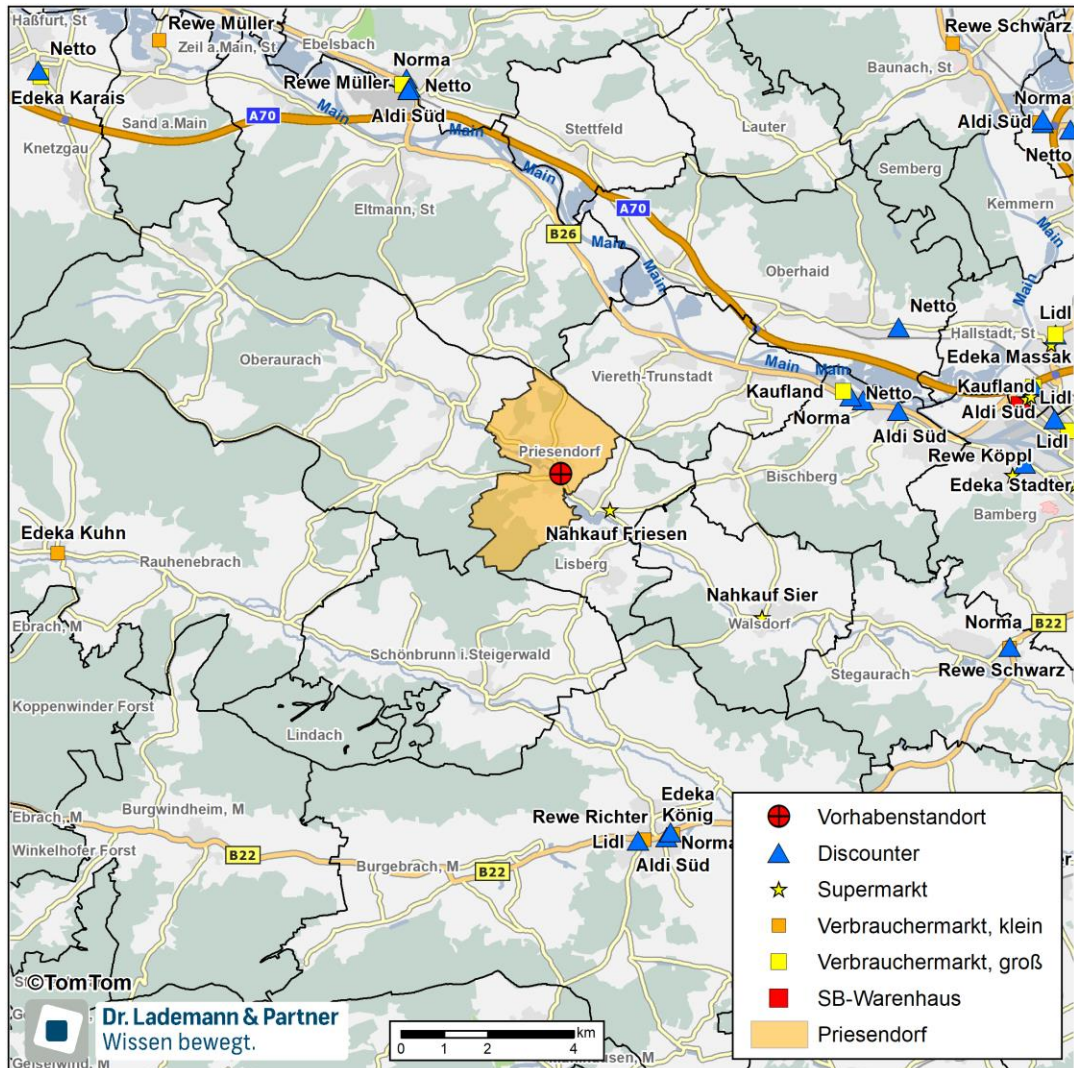 Haßfurt, St
Rewe Müller
Zeil a.Main, St
Ebelsbach
Rewe Schwarz
Netto
Norma
Baunach, St
Rewe Müller
Netto
Edeka Karais
Aldi Süd
Norma
A70
Main
Main
Stettfeld
Lauter
Aldi Süd
Sand a.Main
Main
Knetzgau
Netto
Main
Semberg
Eltmann, St
A70
Kemmern
B26
Main
Main
Main
Oberhaid
Main
Netto
Lidl
Hallstadt, St
Oberaurach
Edeka Massak
Main
Main
Viereth-Trunstadt
Kaufland
Kaufland
Netto
Lidl
Norma
Aldi Süd
Aldi Süd
Lidl
Priesendorf
Rewe Köppl
Bischberg
Edeka Stadter
Bamberg
Edeka Kuhn
Nahkauf Friesen
Rauhenebrach
Lisberg
Nahkauf Sier
Ebrach, M
Walsdorf
Norma
B22
Schönbrunn i.Steigerwald
Stegaurach
Rewe Schwarz
Koppenwinder Forst
Lindach
Edeka
König
Burgwindheim, M
Rewe Richter
Ebrach, M
Lidl
Norma
Winkelhofer Forst
B22
Burgebrach, M
B22
Aldi Süd
Vorhabenstandort
Discounter
Supermarkt
Verbrauchermarkt, klein
Verbrauchermarkt, groß
SB-Warenhaus
Priesendorf
©TomTom
Dr. Lademann & Partner
Wissen bewegt.
km
0 1 2 4
Geiselwind, M